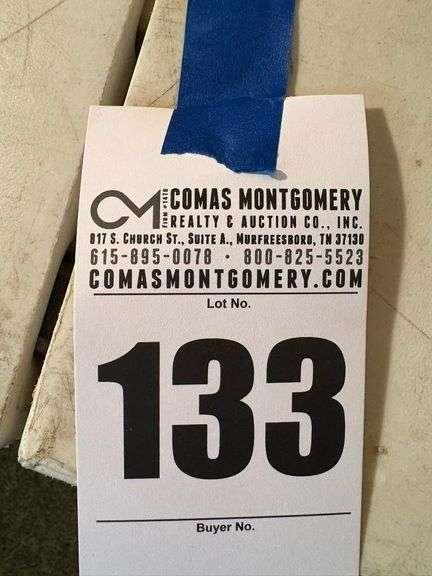 CM FIRM #1478 COMAS MONTGOMERY
REALTY & AUCTION CO., INC.
817 S. CHURCH ST., SUITE A., MURFREESBORO, TN 37130
615-895-0078 · 800-825-5523
COMASMONTGOMERY.COM
Lot No.
133
Buyer No.